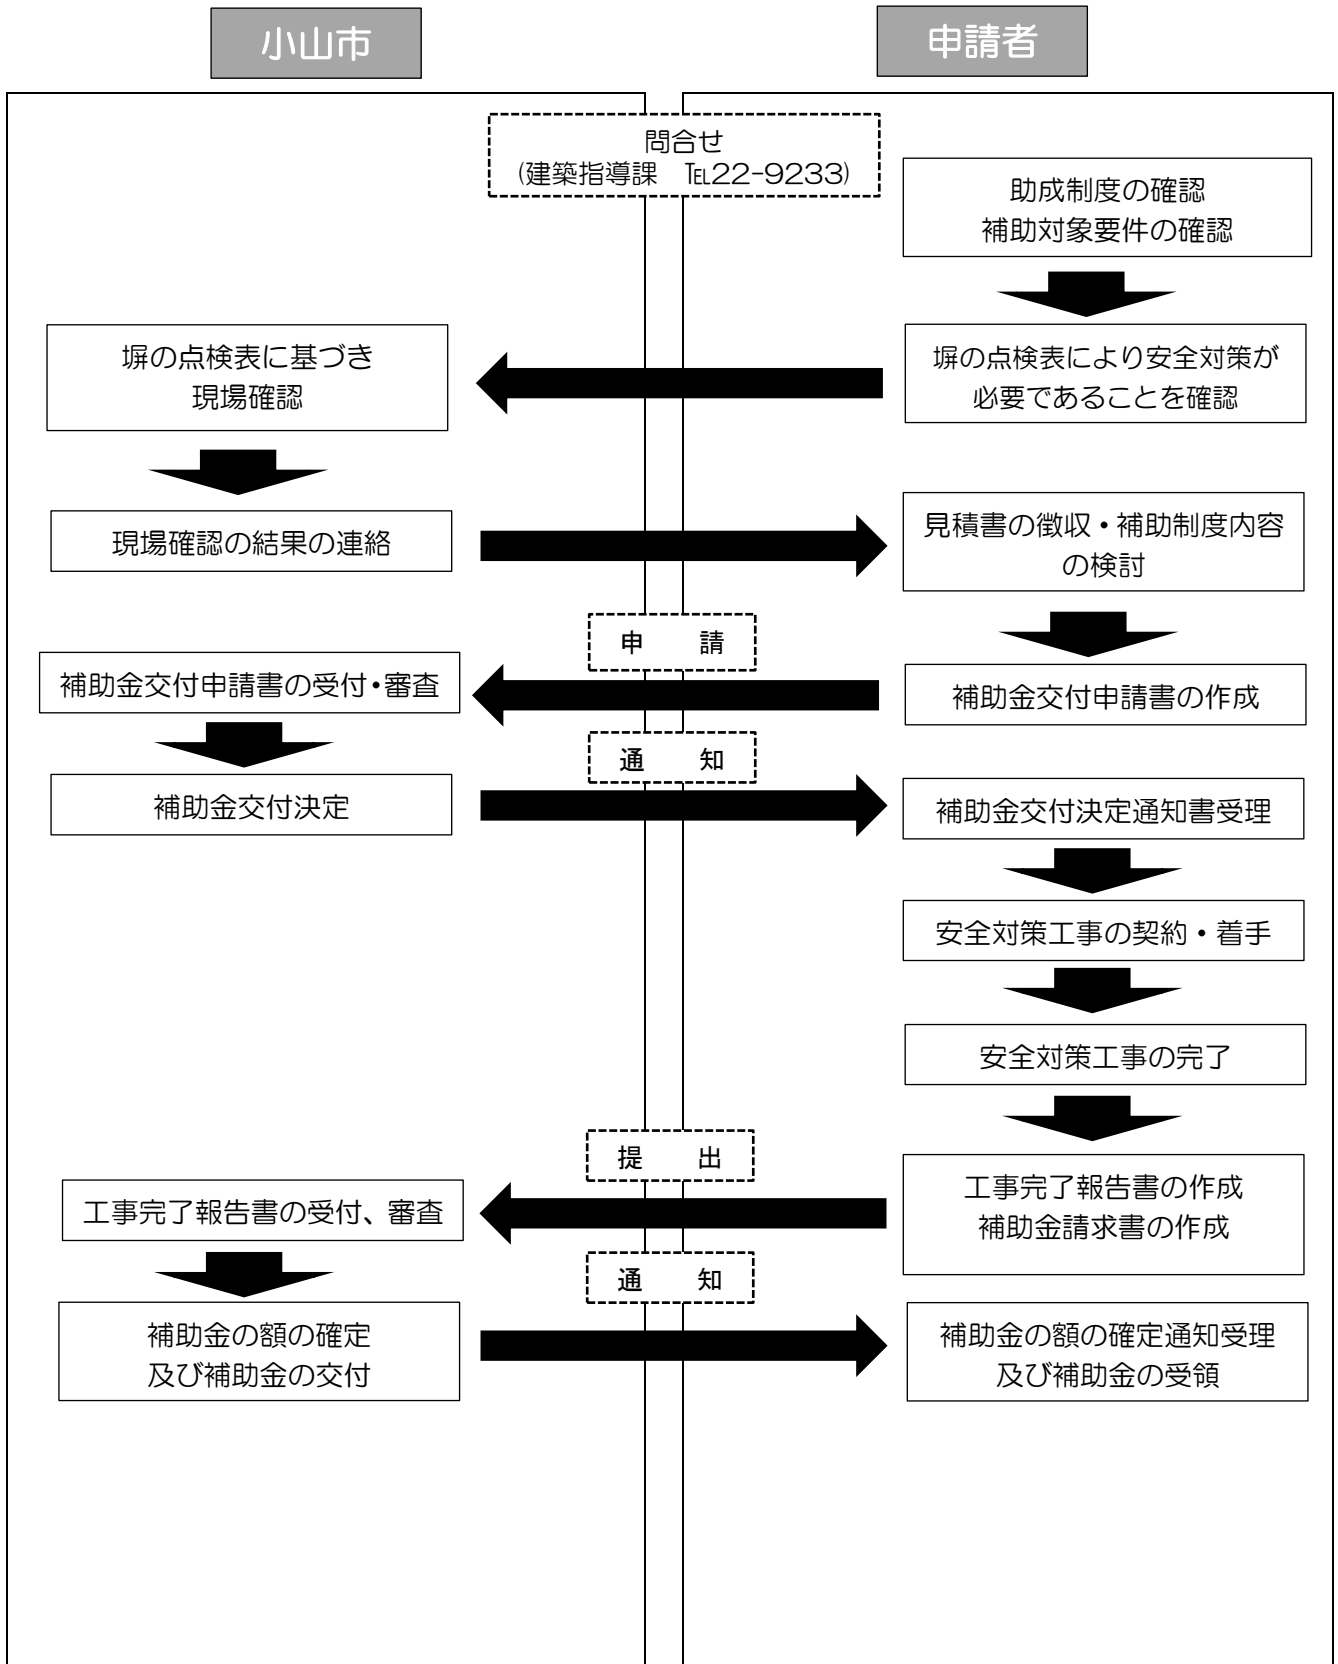 小山市
申請者
問合せ
(建築指導課　℡22-9233)
助成制度の確認
補助対象要件の確認
塀の点検表に基づき
現場確認
塀の点検表により安全対策が
必要であることを確認
現場確認の結果の連絡
見積書の徴収・補助制度内容
の検討
申　請
補助金交付申請書の受付・審査
補助金交付申請書の作成
通　知
補助金交付決定
補助金交付決定通知書受理
安全対策工事の契約・着手
安全対策工事の完了
提　出
工事完了報告書の受付、審査
工事完了報告書の作成
補助金請求書の作成
通　知
補助金の額の確定
及び補助金の交付
補助金の額の確定通知受理
及び補助金の受領